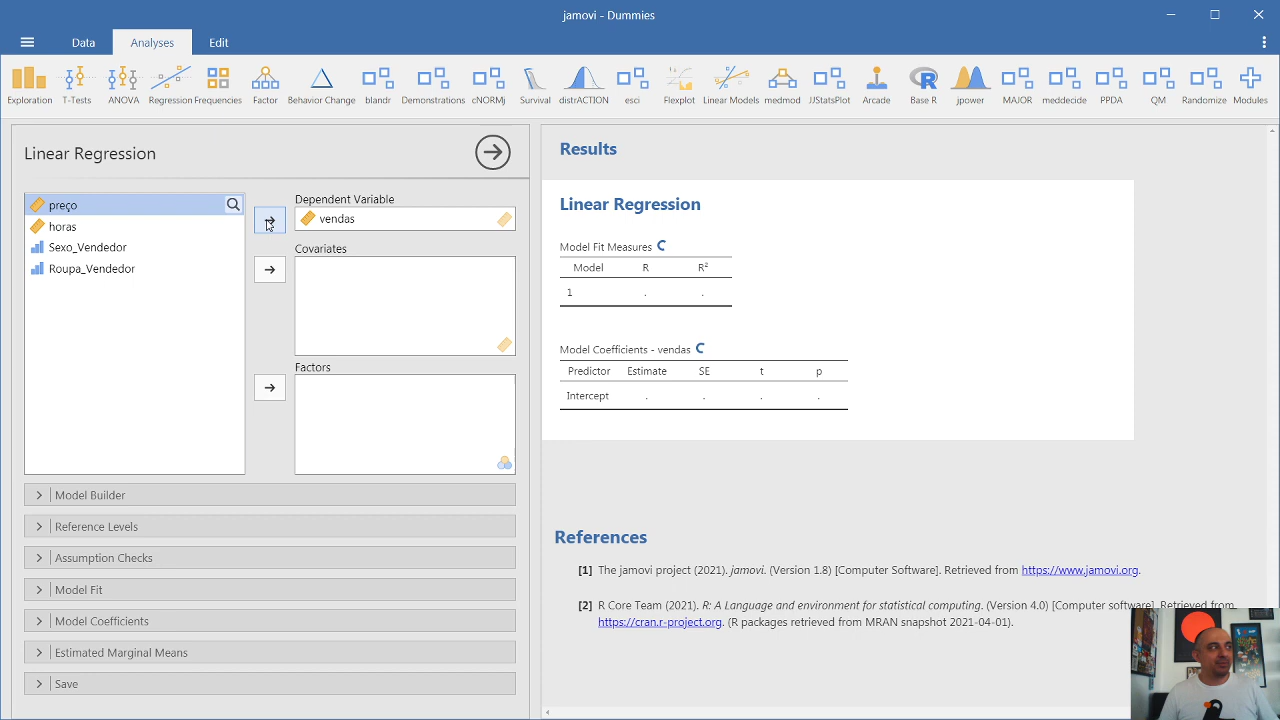 jamovi - Dummies
Data
Analyses
Edit
Exploration
T-Tests
ANOVA
Regression
Frequencies
Factor
Behavior Change
blandr
Demonstrations
cNORMj
Survival
distrACTION
esci
Flexplot
Linear Models
medmod
JJStatsPlot
Arcade
Base R
jpower
MAJOR
meddecide
PPDA
QM
Randomize
Modules
Linear Regression
preço
horas
Sexo_Vendedor
Roupa_Vendedor
Dependent Variable
vendas
Covariates
Factors
Model Builder
Reference Levels
Assumption Checks
Model Fit
Model Coefficients
Estimated Marginal Means
Save
Results
Linear Regression
Model Fit Measures
Model R R²
1 . .
Model Coefficients - vendas
Predictor Estimate SE t p
Intercept . . . .
References
[1] The jamovi project (2021). jamovi. (Version 1.8) [Computer Software]. Retrieved from https://www.jamovi.org.
[2] R Core Team (2021). R: A Language and environment for statistical computing. (Version 4.0) [Computer software]. Retrieved from
https://cran.r-project.org. (R packages retrieved from MRAN snapshot 2021-04-01).